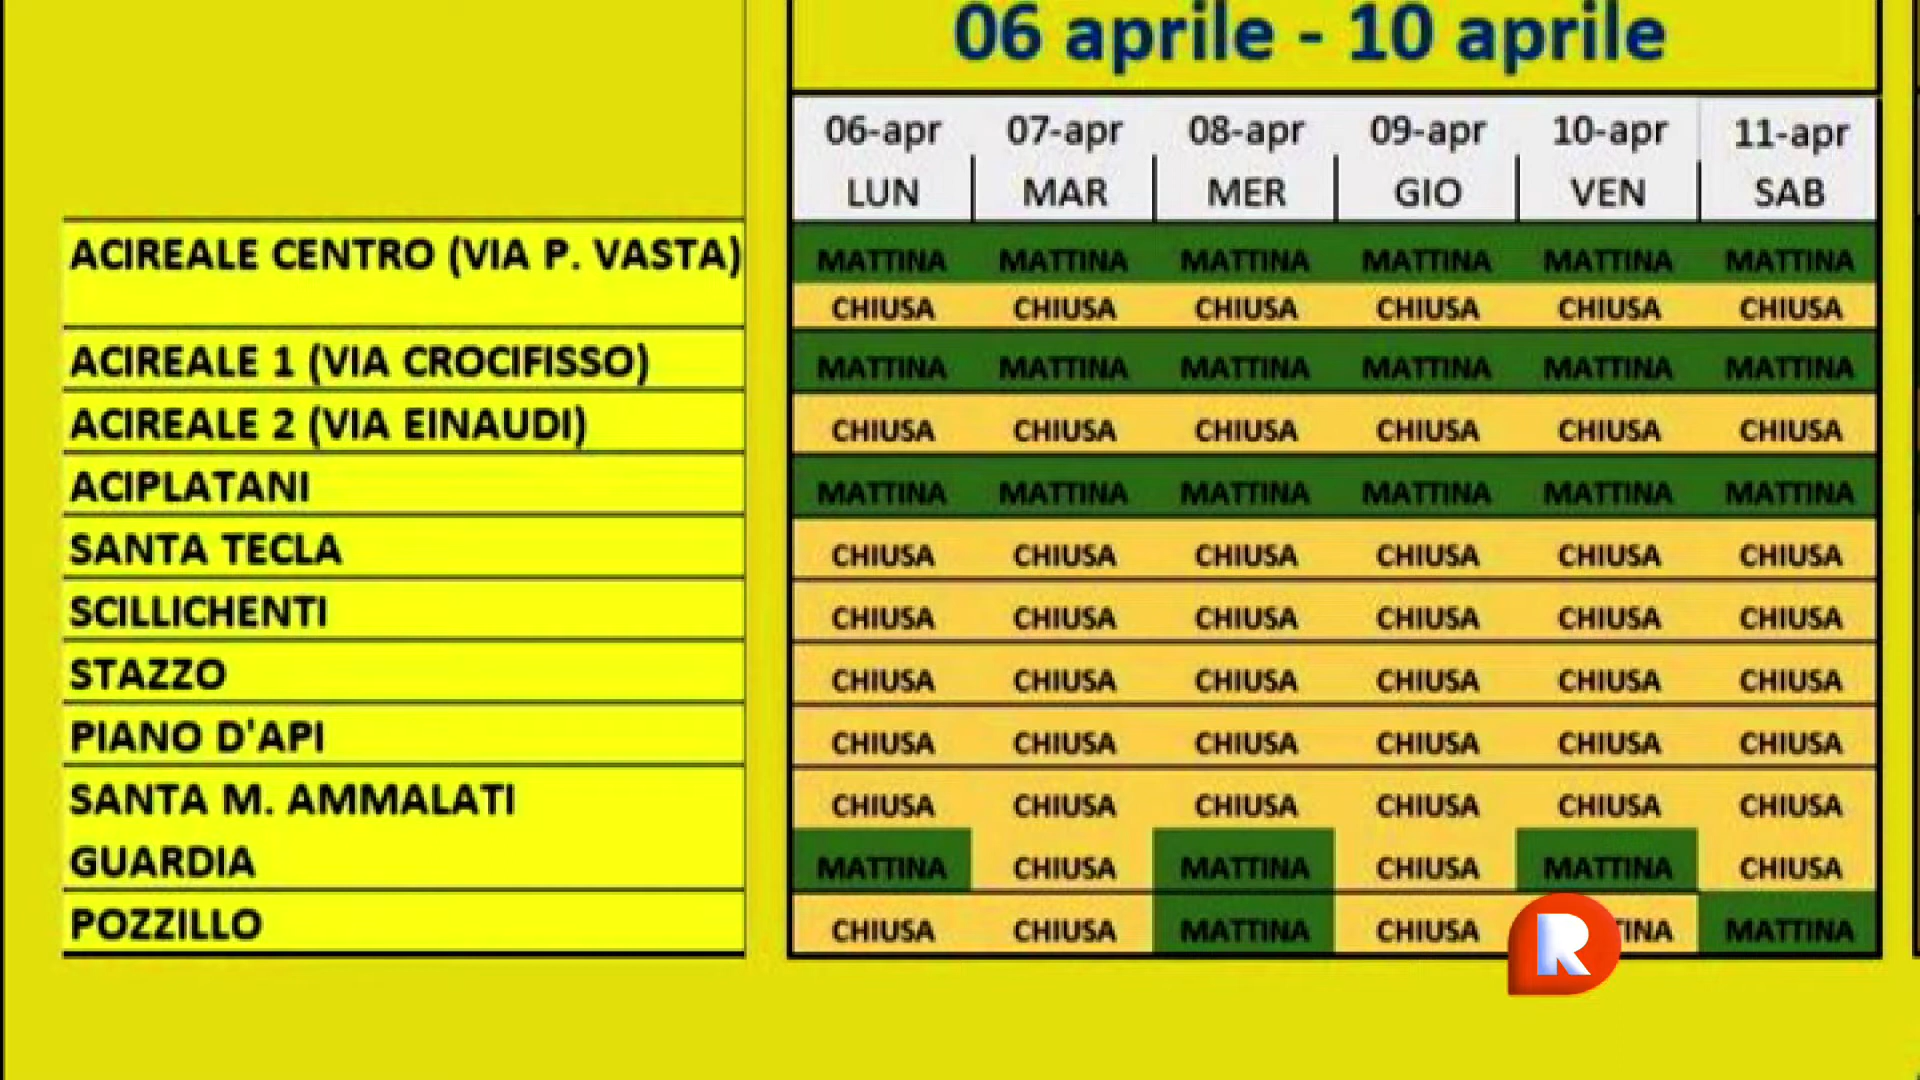 06 aprile - 10 aprile
06-apr 07-apr 08-apr 09-apr 10-apr 11-apr
LUN MAR MER GIO VEN SAB
ACIREALE CENTRO (VIA P. VASTA) MATTINA MATTINA MATTINA MATTINA MATTINA MATTINA
CHIUSA CHIUSA CHIUSA CHIUSA CHIUSA CHIUSA
ACIREALE 1 (VIA CROCIFISSO) MATTINA MATTINA MATTINA MATTINA MATTINA MATTINA
ACIREALE 2 (VIA EINAUDI) CHIUSA CHIUSA CHIUSA CHIUSA CHIUSA CHIUSA
ACIPLATANI MATTINA MATTINA MATTINA MATTINA MATTINA MATTINA
SANTA TECLA CHIUSA CHIUSA CHIUSA CHIUSA CHIUSA CHIUSA
SCILLICHENTI CHIUSA CHIUSA CHIUSA CHIUSA CHIUSA CHIUSA
STAZZO CHIUSA CHIUSA CHIUSA CHIUSA CHIUSA CHIUSA
PIANO D'API CHIUSA CHIUSA CHIUSA CHIUSA CHIUSA CHIUSA
SANTA M. AMMALATI CHIUSA CHIUSA CHIUSA CHIUSA CHIUSA CHIUSA
GUARDIA MATTINA CHIUSA MATTINA CHIUSA MATTINA CHIUSA
POZZILLO CHIUSA CHIUSA MATTINA CHIUSA MATTINA
R